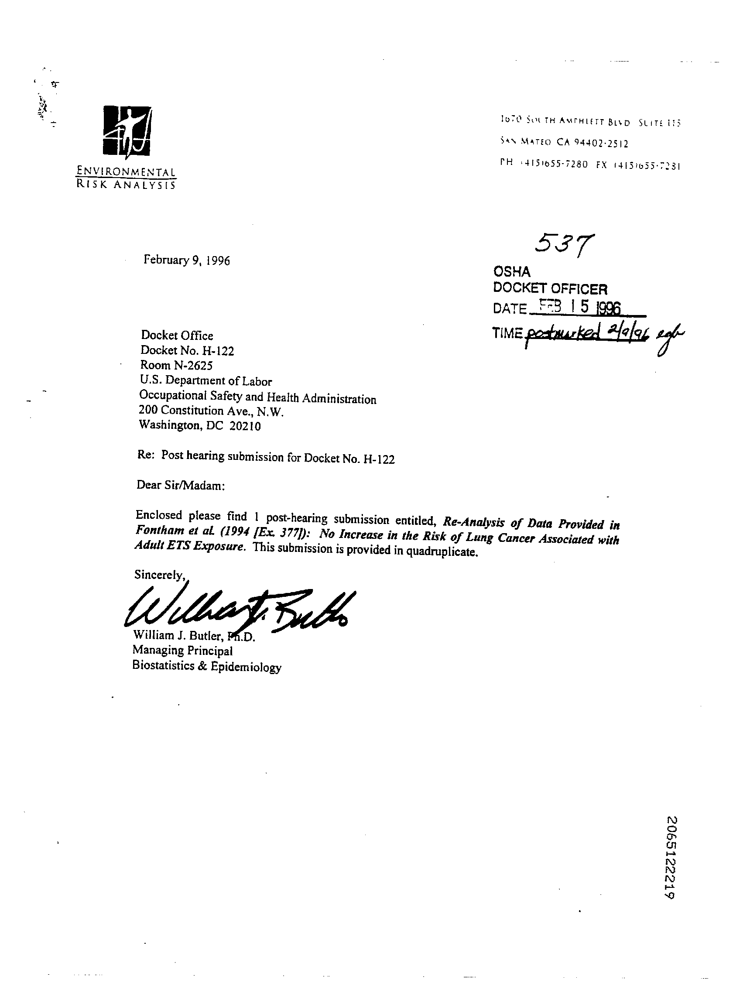 ENVIRONMENTAL
RISK ANALYSIS
1670 SOUTH AMPHLETT BLVD SUITE 115
SAN MATEO CA 94402-2512
PH (415)655-7280 FX (415)655-7281
537
February 9, 1996
OSHA
DOCKET OFFICER
DATE FEB 15 1996
TIME postmarked 2/9/96 egh
Docket Office
Docket No. H-122
Room N-2625
U.S. Department of Labor
Occupational Safety and Health Administration
200 Constitution Ave., N.W.
Washington, DC 20210
Re: Post hearing submission for Docket No. H-122
Dear Sir/Madam:
Enclosed please find 1 post-hearing submission entitled, Re-Analysis of Data Provided in
Fontham et al. (1994 [Ex. 377]): No Increase in the Risk of Lung Cancer Associated with
Adult ETS Exposure. This submission is provided in quadruplicate.
Sincerely,
William J. Butler
William J. Butler, Ph.D.
Managing Principal
Biostatistics & Epidemiology
2065122219